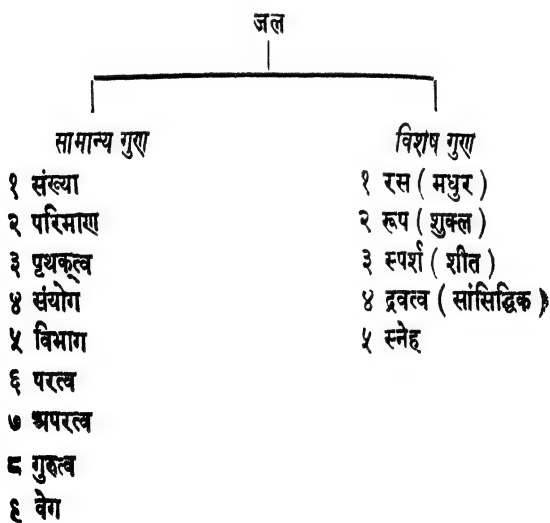 जल
सामान्य गुण
१ संख्या
२ परिमाण
३ पृथक्त्व
४ संयोग
५ विभाग
६ परत्व
७ अपरत्व
८ गुरुत्व
९ वेग
विशेष गुण
१ रस ( मधुर )
२ रूप ( शुक्ल )
३ स्पर्श ( शीत )
४ द्रवत्व ( सांसिद्धिक )
५ स्नेह